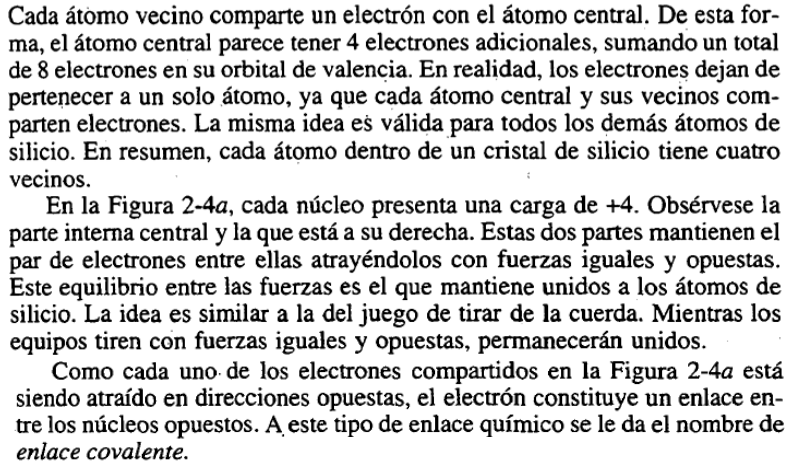 Cada átomo vecino comparte un electrón con el átomo central. De esta for-
ma, el átomo central parece tener 4 electrones adicionales, sumando un total
de 8 electrones en su orbital de valencia. En realidad, los electrones dejan de
pertenecer a un solo átomo, ya que cada átomo central y sus vecinos com-
parten electrones. La misma idea es válida para todos los demás átomos de
silicio. En resumen, cada átomo dentro de un cristal de silicio tiene cuatro
vecinos.
En la Figura 2-4a, cada núcleo presenta una carga de +4. Obsérvese la
parte interna central y la que está a su derecha. Estas dos partes mantienen el
par de electrones entre ellas atrayéndolos con fuerzas iguales y opuestas.
Este equilibrio entre las fuerzas es el que mantiene unidos a los átomos de
silicio. La idea es similar a la del juego de tirar de la cuerda. Mientras los
equipos tiren con fuerzas iguales y opuestas, permanecerán unidos.
Como cada uno de los electrones compartidos en la Figura 2-4a está
siendo atraído en direcciones opuestas, el electrón constituye un enlace en-
tre los núcleos opuestos. A este tipo de enlace químico se le da el nombre de
enlace covalente.